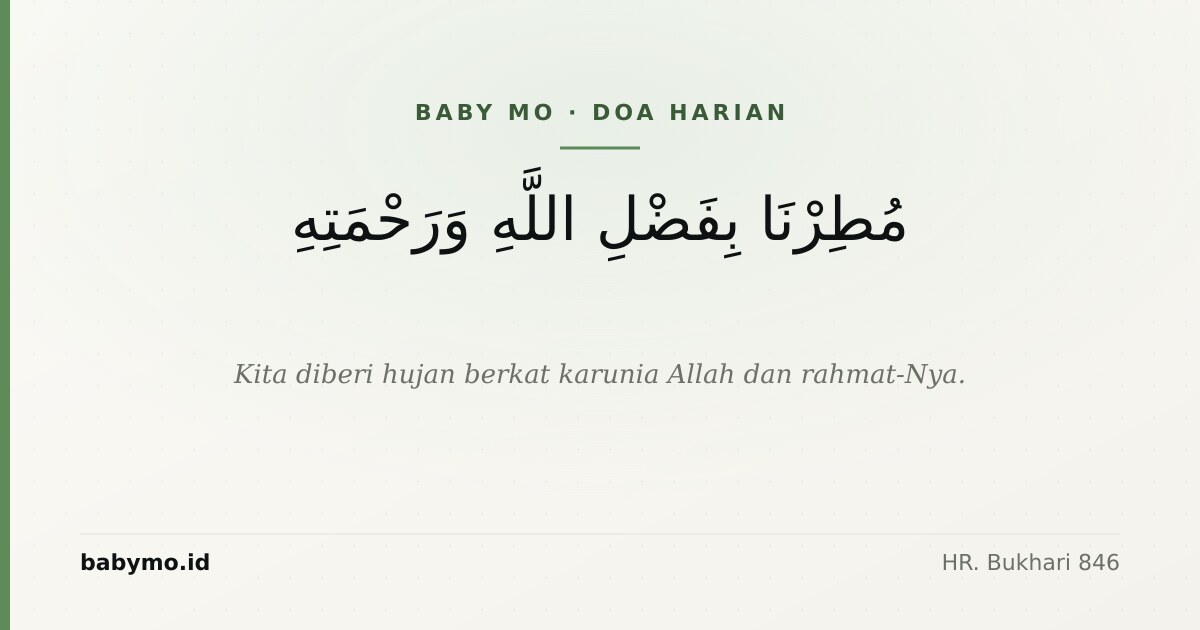 BABY MO · DOA HARIAN
مُطِرْنَا بِفَضْلِ اللَّهِ وَرَحْمَتِهِ
Kita diberi hujan berkat karunia Allah dan rahmat-Nya.
babymo.id
HR. Bukhari 846